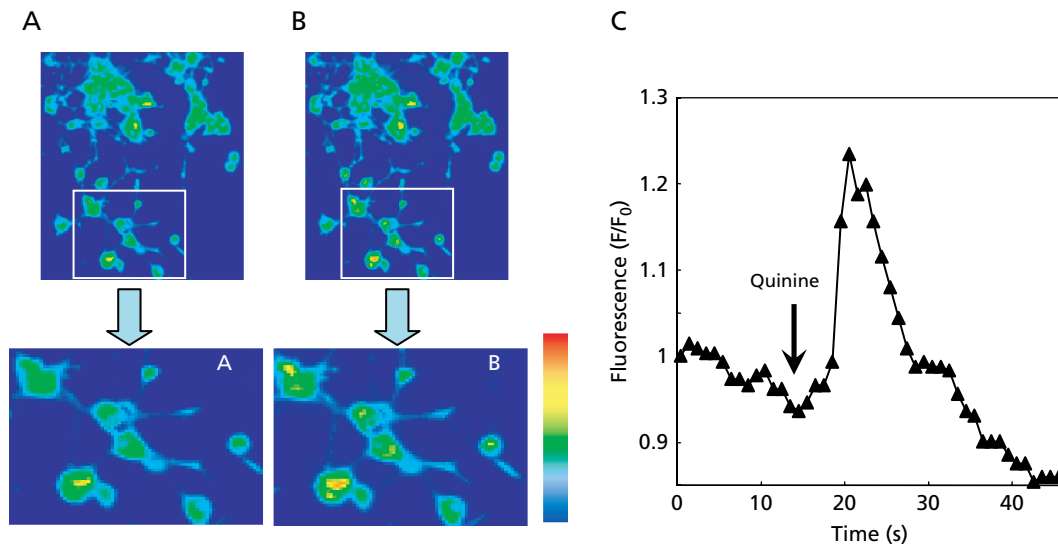 A
B
C
A
B
Fluorescence (F/F₀)
1.3
1.2
1.1
1
0.9
Quinine
0
10
20
30
40
Time (s)